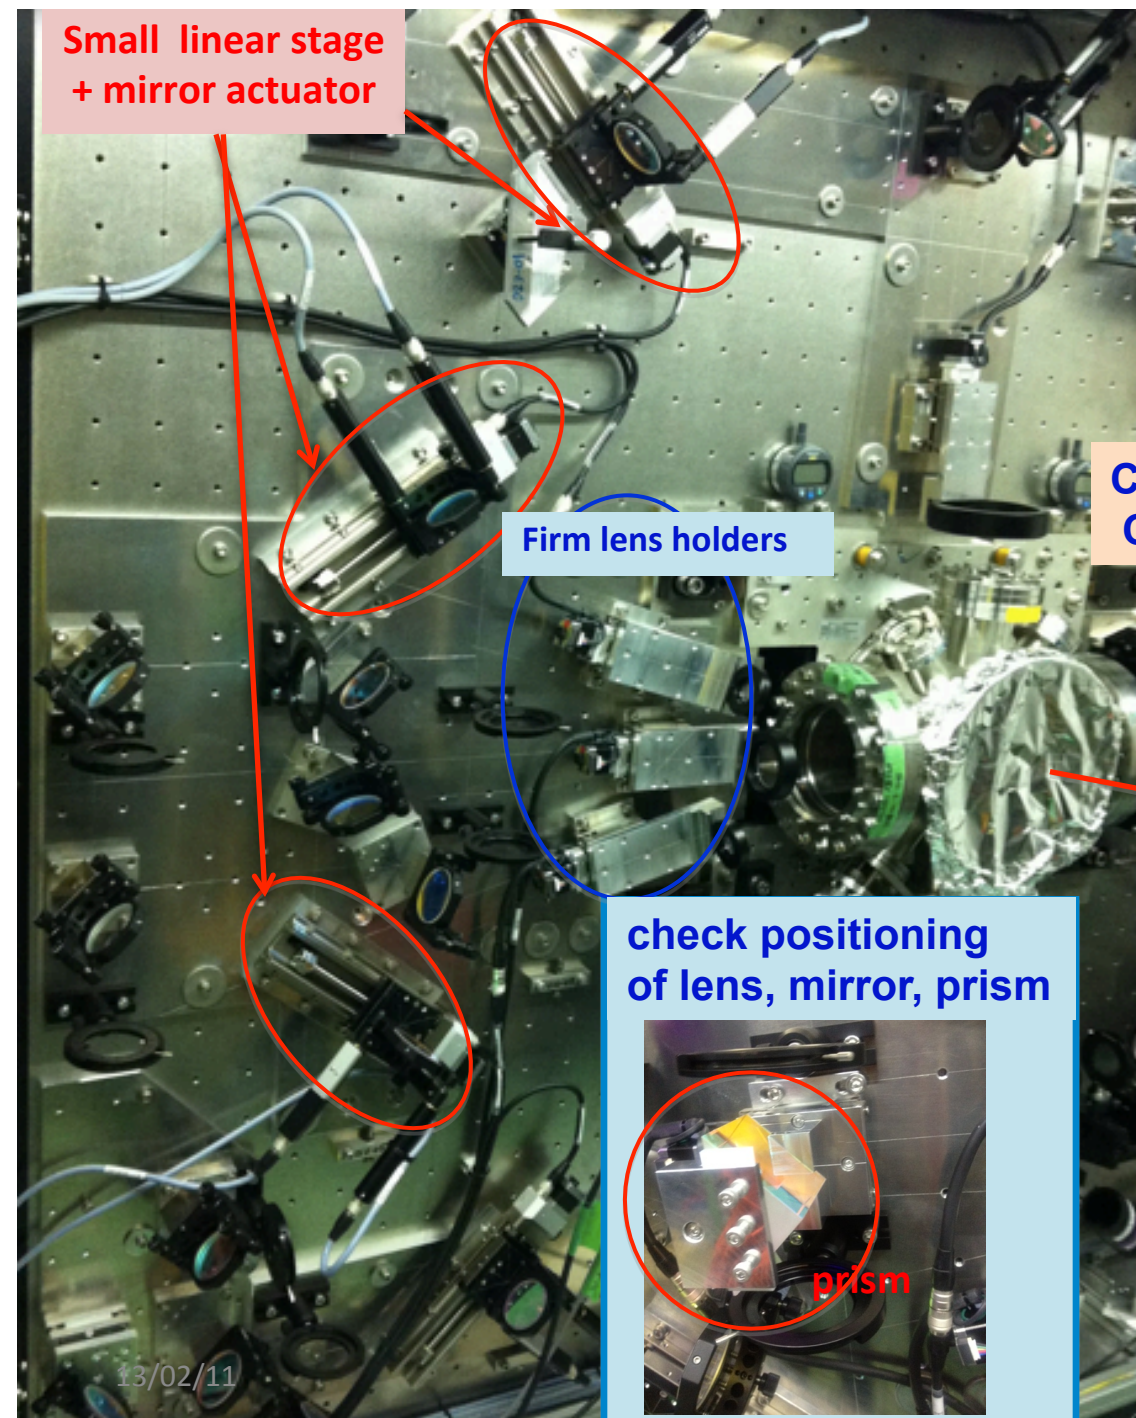 Small linear stage
+ mirror actuator
Firm lens holders
C
check positioning
of lens, mirror, prism
prism
13/02/11